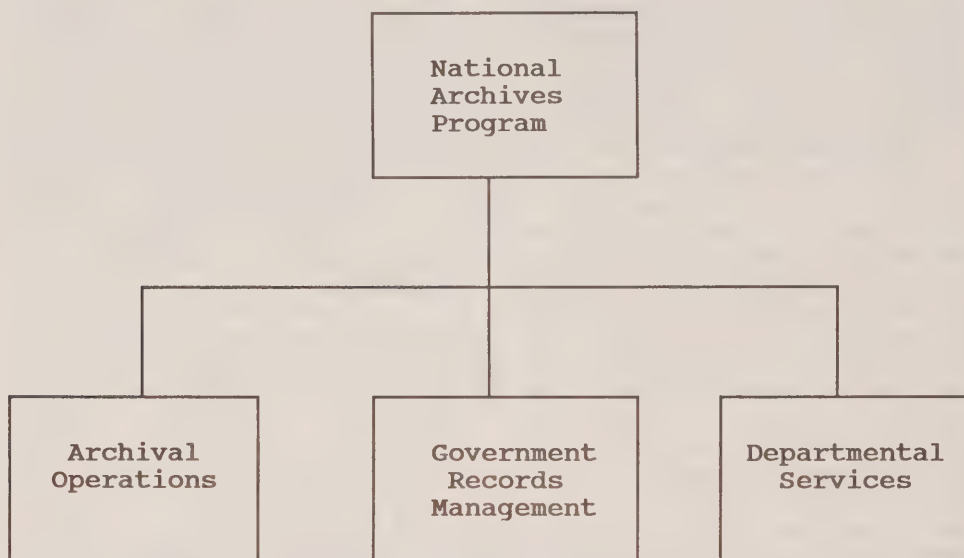 National
Archives
Program
Archival
Operations
Government
Records
Management
Departmental
Services